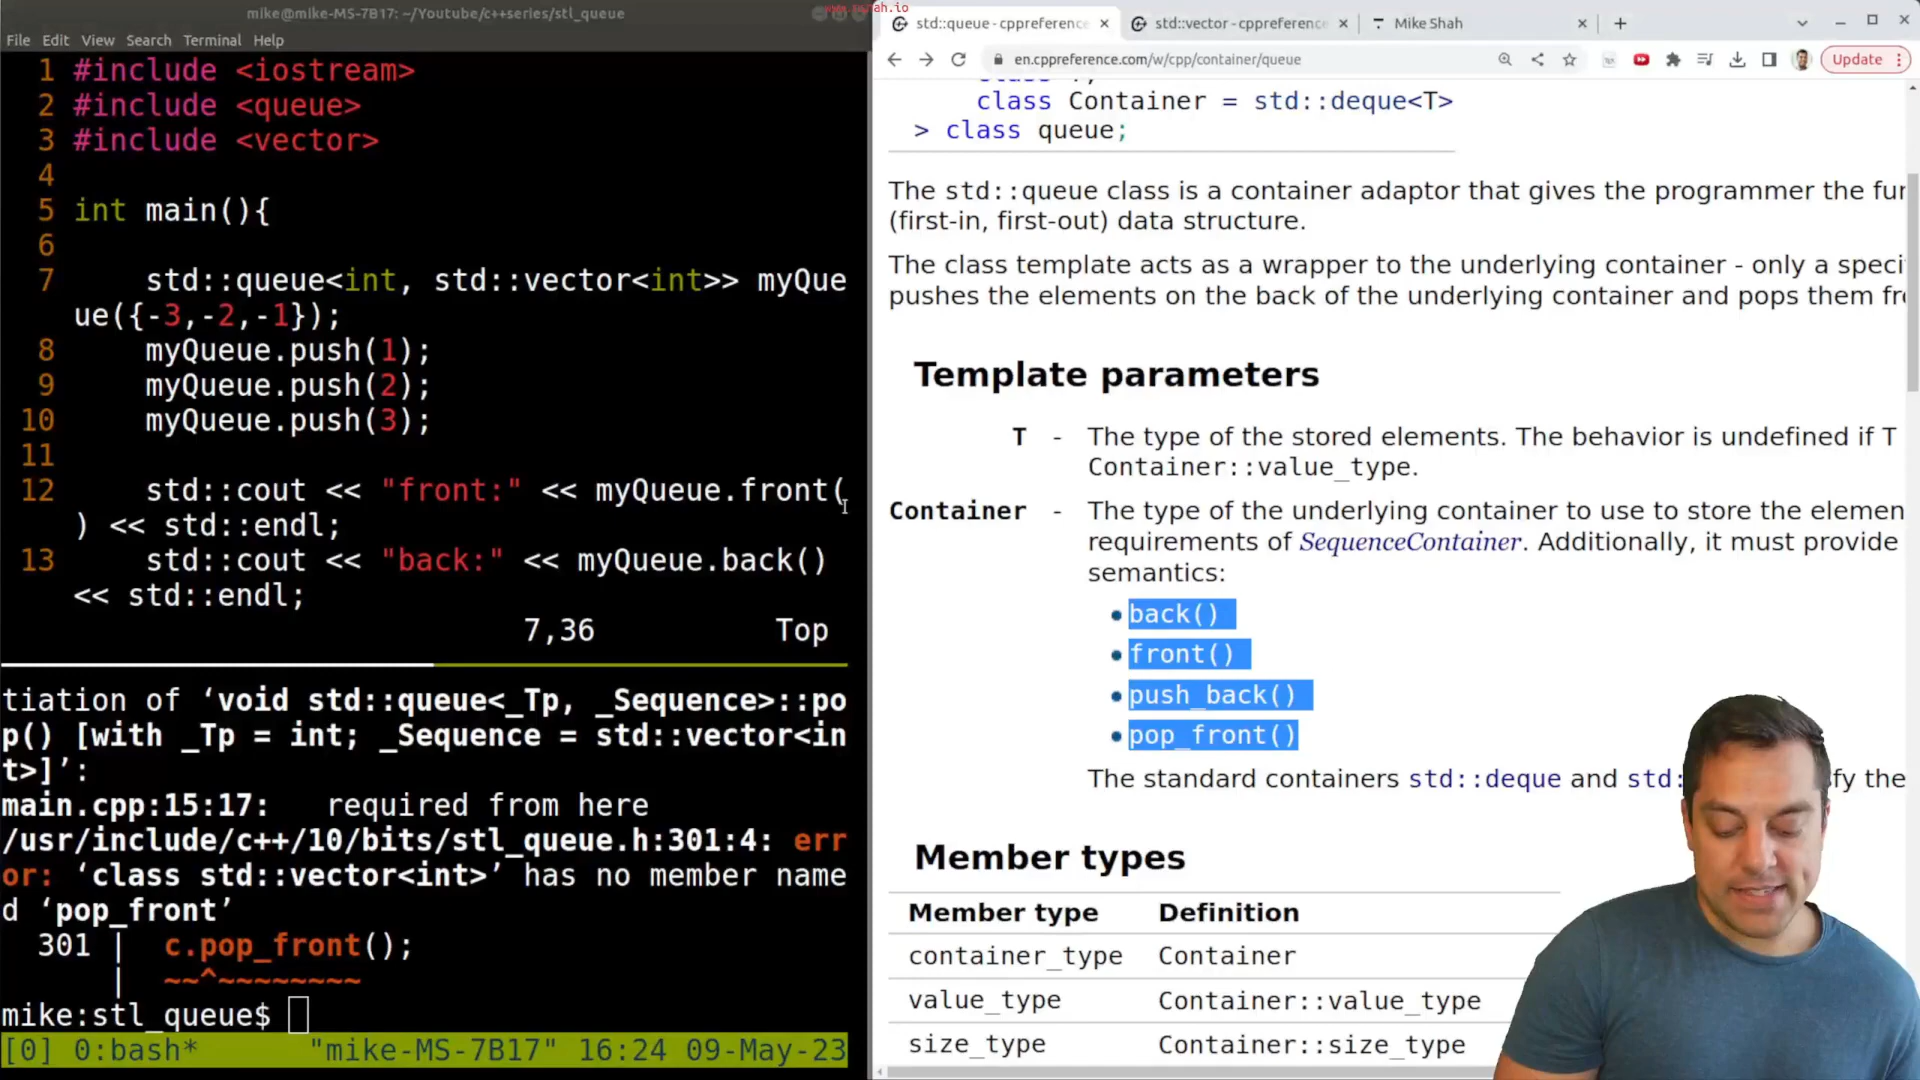 mike@mike-MS-7B17: ~/Youtube/c++series/stl_queue
File Edit View Search Terminal Help
1 #include <iostream>
2 #include <queue>
3 #include <vector>
4
5 int main(){
6
7 std::queue<int, std::vector<int>> myQue
ue({-3,-2,-1});
8 myQueue.push(1);
9 myQueue.push(2);
10 myQueue.push(3);
11
12 std::cout << "front:" << myQueue.front(
) << std::endl;
13 std::cout << "back:" << myQueue.back()
<< std::endl;
7,36 Top
tiation of ‘void std::queue<_Tp, _Sequence>::po
p() [with _Tp = int; _Sequence = std::vector<in
t>]’:
main.cpp:15:17: required from here
/usr/include/c++/10/bits/stl_queue.h:301:4: err
or: ‘class std::vector<int>’ has no member name
d ‘pop_front’
301 | c.pop_front();
| ~~^~~~~~~~~
mike:stl_queue$
[0] 0:bash* "mike-MS-7B17" 16:24 09-May-23
std::queue - cppreference
std::vector - cppreference
Mike Shah
en.cppreference.com/w/cpp/container/queue
Update
class Container = std::deque<T>
> class queue;
The std::queue class is a container adaptor that gives the programmer the fu
(first-in, first-out) data structure.
The class template acts as a wrapper to the underlying container - only a speci
pushes the elements on the back of the underlying container and pops them fr
Template parameters
T - The type of the stored elements. The behavior is undefined if T
Container::value_type.
Container - The type of the underlying container to use to store the elemen
requirements of SequenceContainer. Additionally, it must provide
semantics:
• back()
• front()
• push_back()
• pop_front()
The standard containers std::deque and std: fy the
Member types
Member type Definition
container_type Container
value_type Container::value_type
size_type Container::size_type